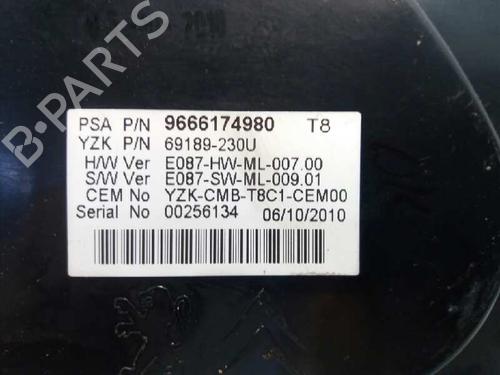 PSA P/N 9666174980 T8
YZK P/N 69189-230U
H/W Ver E087-HW-ML-007.00
S/W Ver E087-SW-ML-009.01
CEM No YZK-CMB-T8C1-CEM00
Serial No 00256134 06/10/2010
B-PARTS